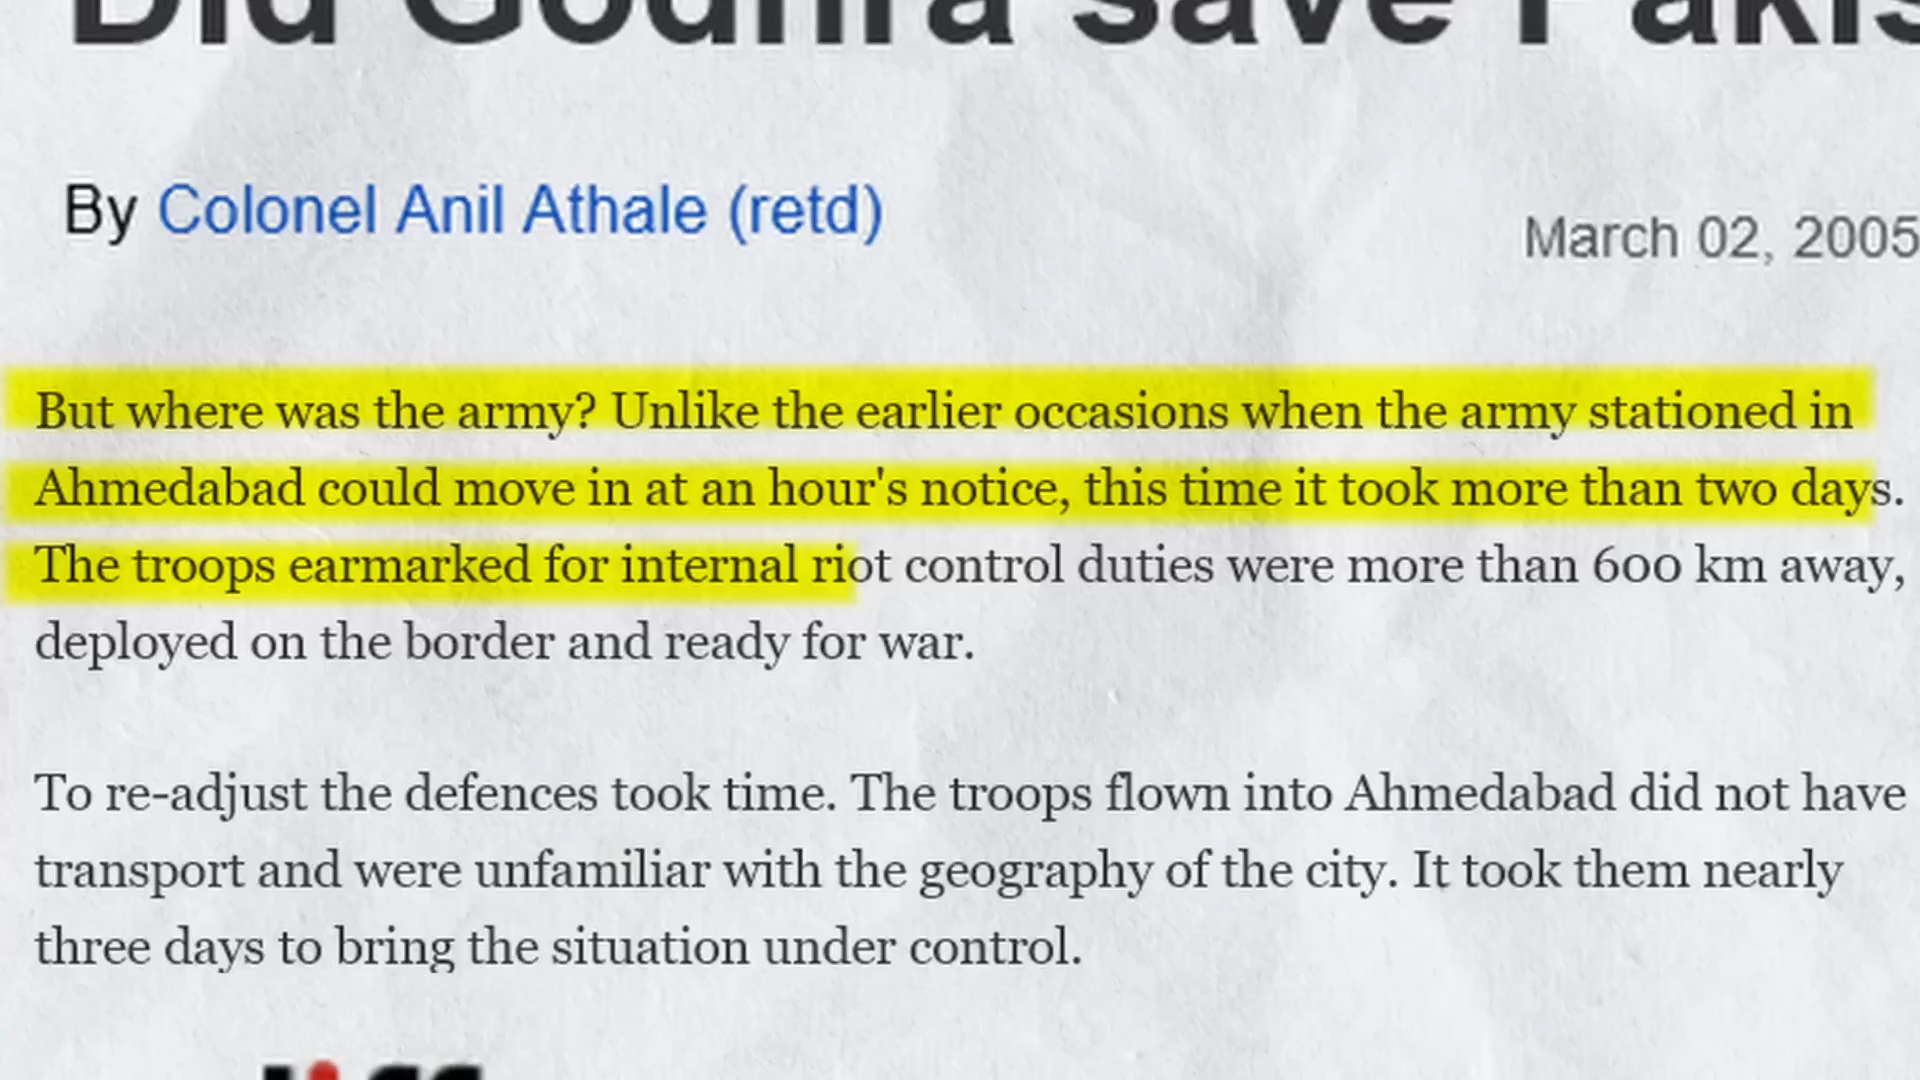 Did Godhra save Pakis
By Colonel Anil Athale (retd)
March 02, 2005
But where was the army? Unlike the earlier occasions when the army stationed in
Ahmedabad could move in at an hour's notice, this time it took more than two days.
The troops earmarked for internal riot control duties were more than 600 km away,
deployed on the border and ready for war.
To re-adjust the defences took time. The troops flown into Ahmedabad did not have
transport and were unfamiliar with the geography of the city. It took them nearly
three days to bring the situation under control.